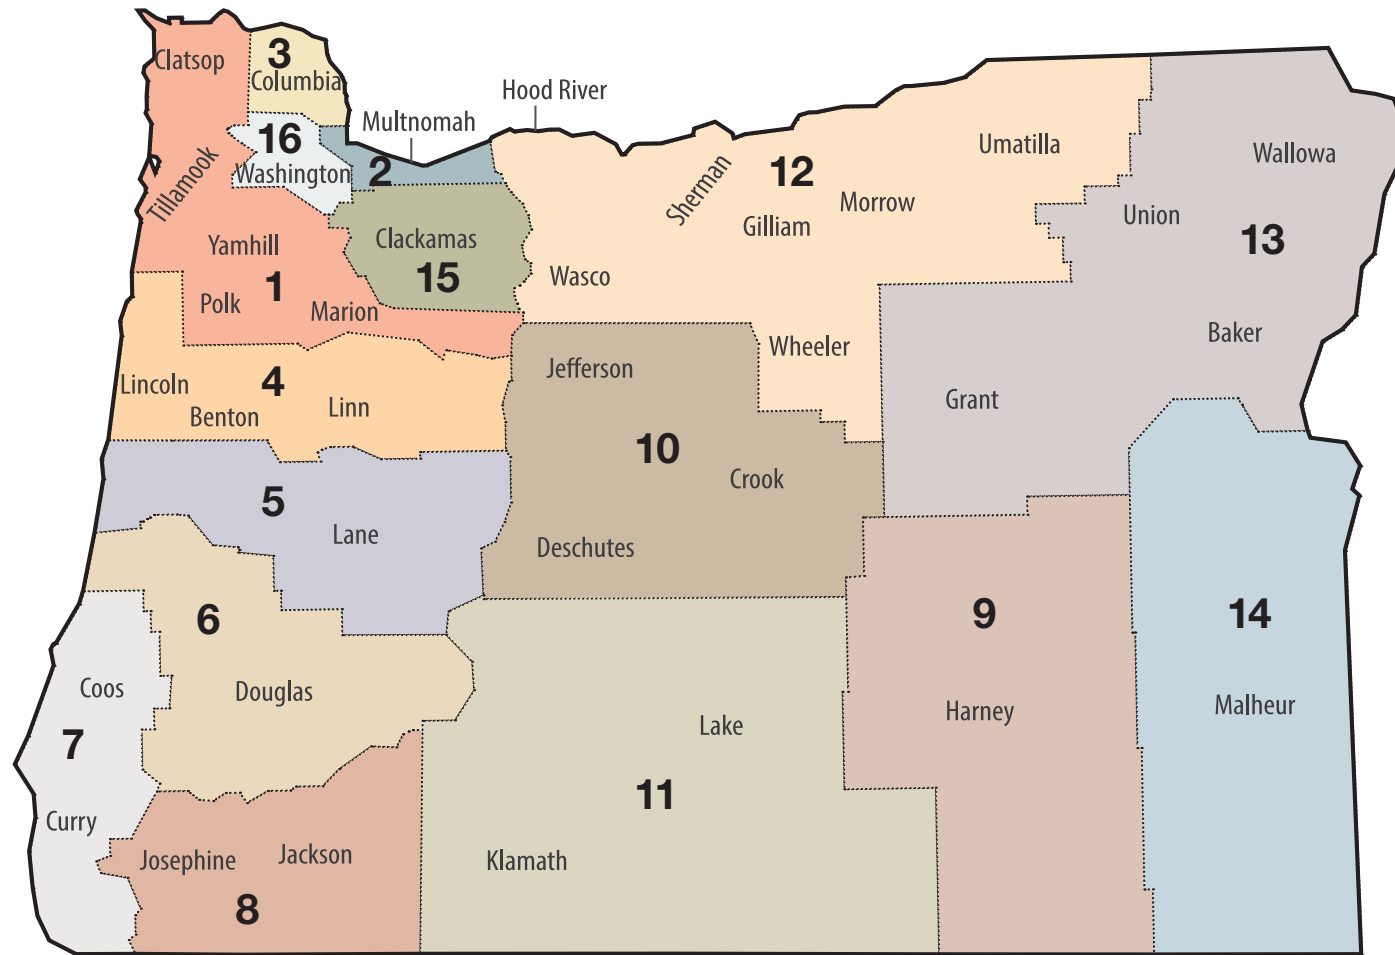 Clatsop
3
Columbia
Hood River
Multnomah
16
Washington
2
Tillamook
Sherman
12
Umatilla
Wallowa
Morrow
Gilliam
Union
13
Yamhill
Clackamas
15
Wasco
1
Polk
Marion
Wheeler
Baker
Jefferson
Lincoln
4
Benton
Linn
Grant
10
Crook
5
Lane
Deschutes
6
9
14
Coos
Douglas
Lake
Harney
Malheur
7
11
Curry
Josephine
Jackson
Klamath
8